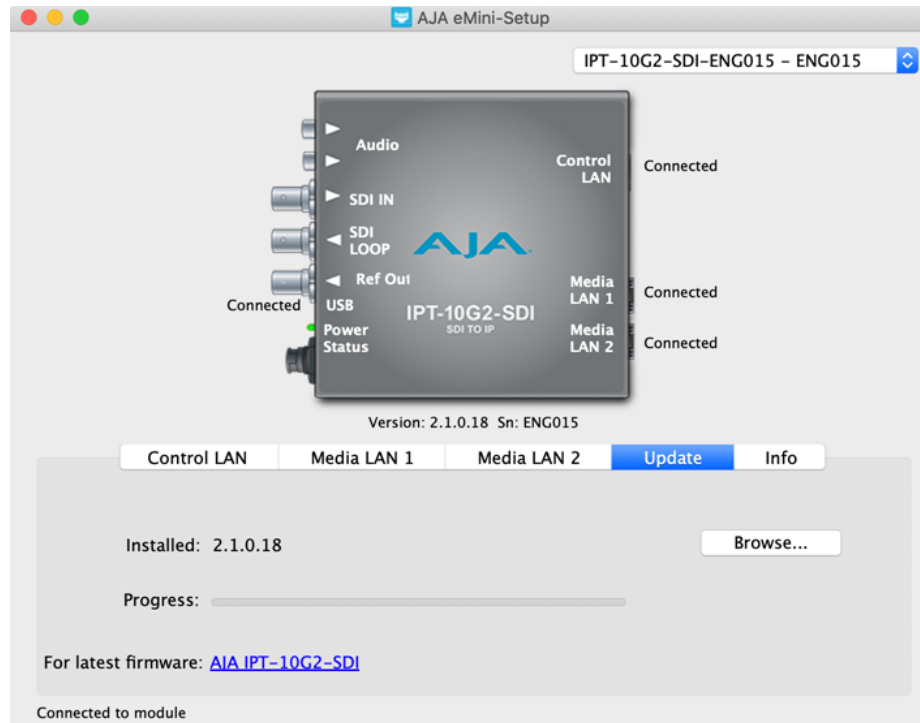 AJA eMini-Setup
IPT-10G2-SDI-ENG015 - ENG015
Audio
Control
LAN
Connected
SDI IN
SDI
LOOP
AJA
Ref Out
Media
LAN 1
Connected
Connected
USB
IPT-10G2-SDI
SDI TO IP
Power
Status
Media
LAN 2
Connected
Version: 2.1.0.18 Sn: ENG015
Control LAN Media LAN 1 Media LAN 2 Update Info
Installed: 2.1.0.18
Browse...
Progress:
For latest firmware: AJA IPT-10G2-SDI
Connected to module